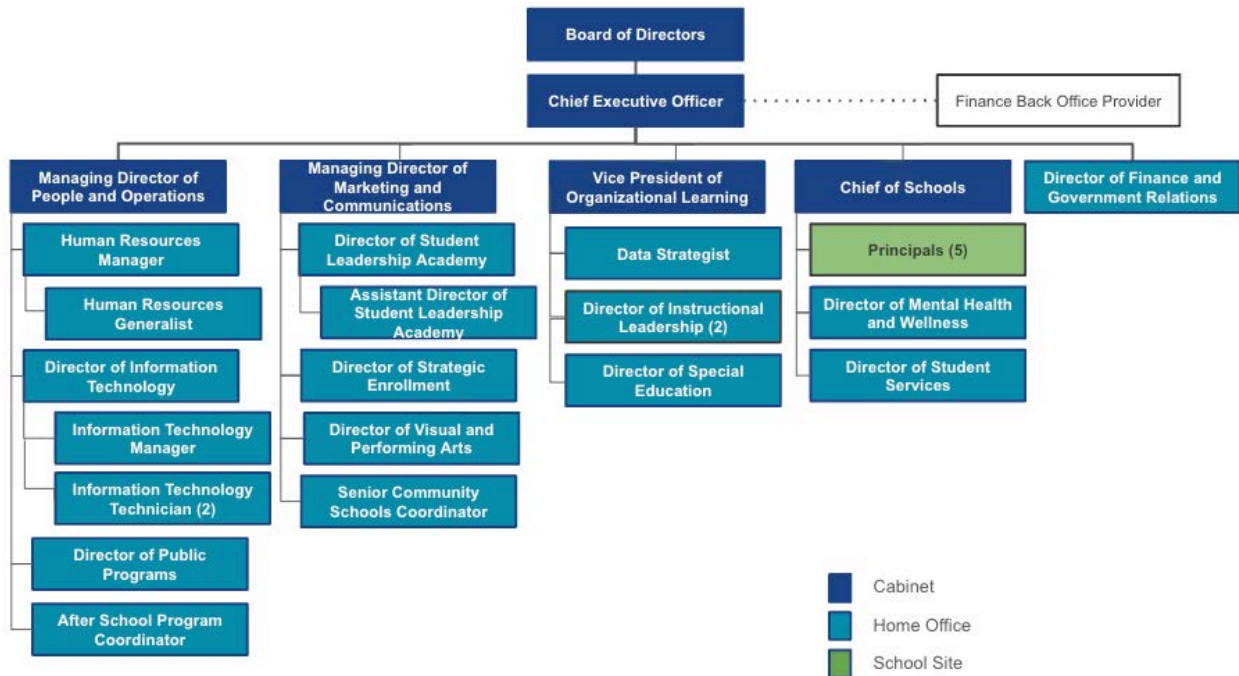 Board of Directors
Chief Executive Officer
Finance Back Office Provider
Managing Director of
People and Operations
Human Resources
Manager
Human Resources
Generalist
Director of Information
Technology
Information Technology
Manager
Information Technology
Technician (2)
Director of Public
Programs
After School Program
Coordinator
Managing Director of
Marketing and
Communications
Director of Student
Leadership Academy
Assistant Director of
Student Leadership
Academy
Director of Strategic
Enrollment
Director of Visual and
Performing Arts
Senior Community
Schools Coordinator
Vice President of
Organizational Learning
Data Strategist
Director of Instructional
Leadership (2)
Director of Special
Education
Chief of Schools
Principals (5)
Director of Mental Health
and Wellness
Director of Student
Services
Director of Finance and
Government Relations
Cabinet
Home Office
School Site